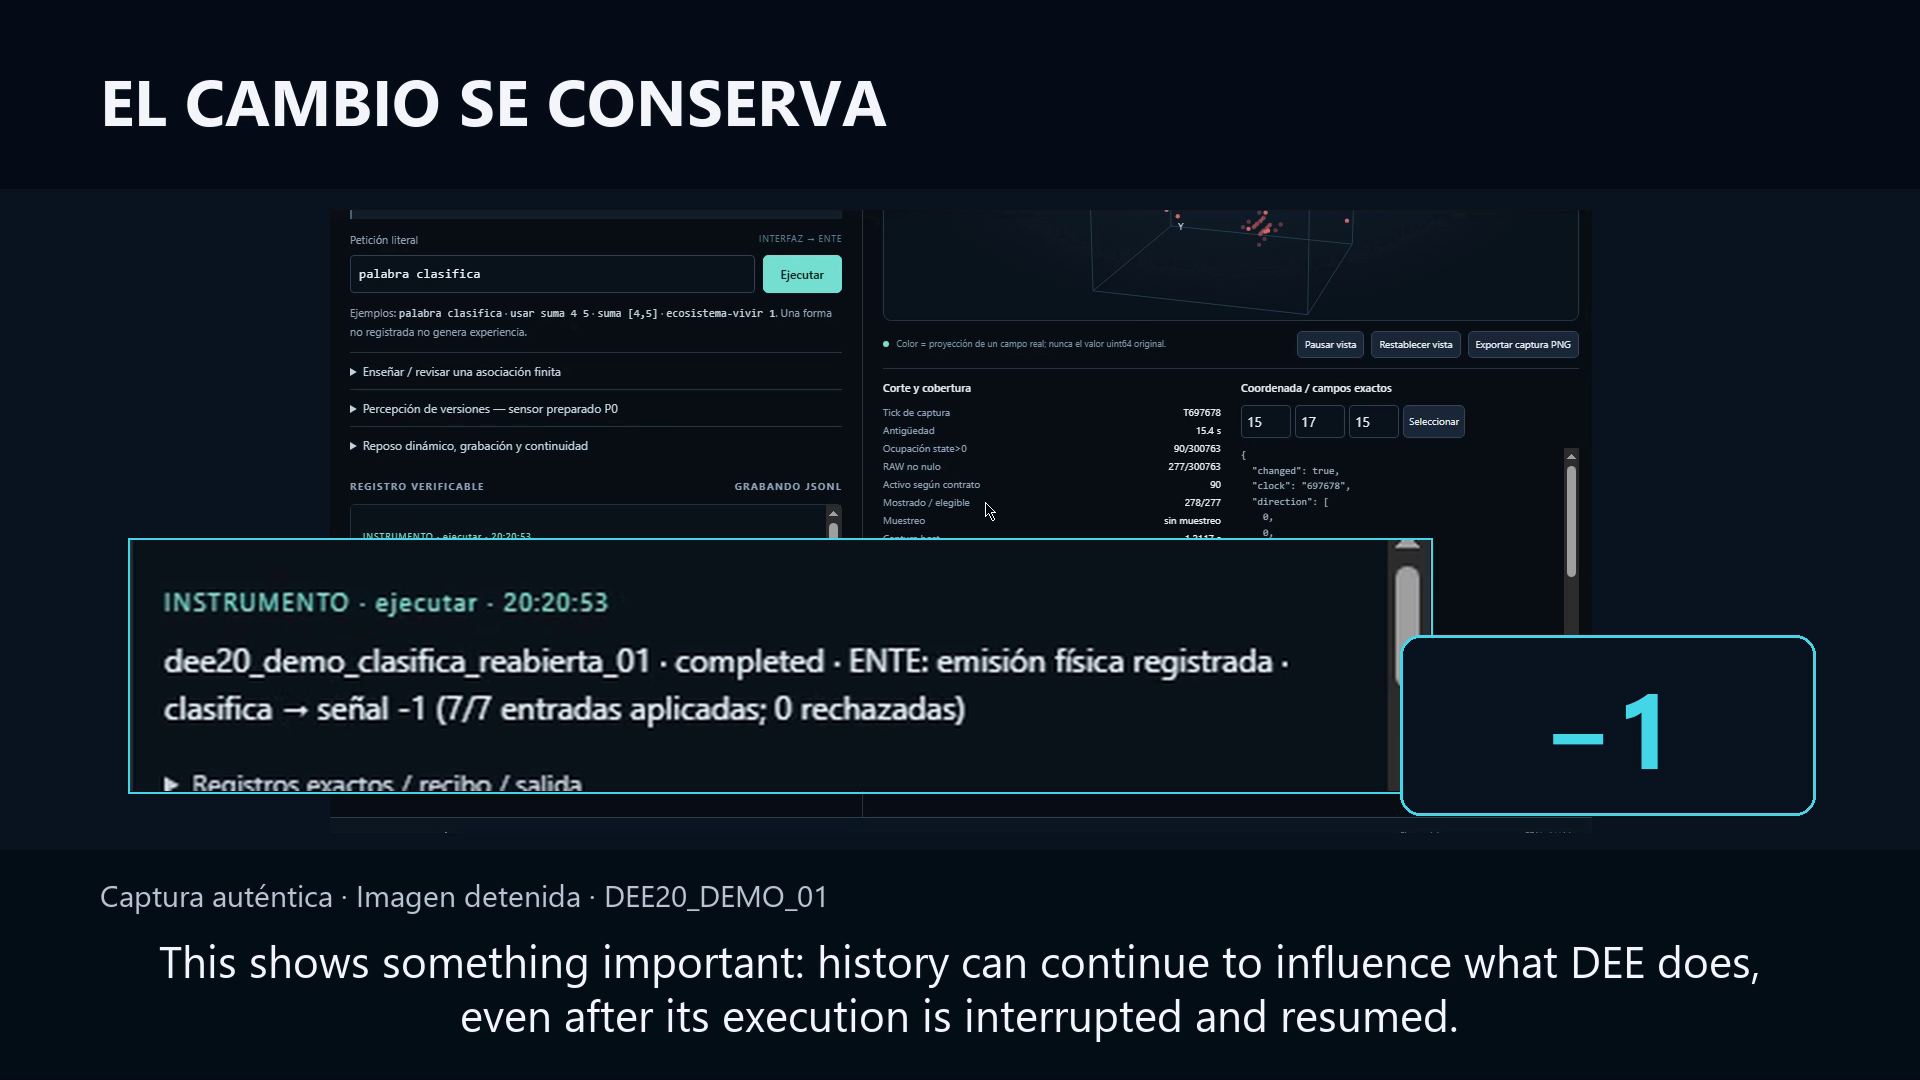 EL CAMBIO SE CONSERVA
Petición literal
INTERFAZ → ENTE
palabra clasifica
Ejecutar
Ejemplos: palabra clasifica · usar suma 4 5 · suma [4,5] · ecosistema-vivir 1. Una forma
no registrada no genera experiencia.
▶ Enseñar / revisar una asociación finita
▶ Percepción de versiones — sensor preparado P0
▶ Reposo dinámico, grabación y continuidad
REGISTRO VERIFICABLE
GRABANDO JSONL
INSTRUMENTO · ejecutar · 20:20:53
Y
Color = proyección de un campo real; nunca el valor uint64 original.
Pausar vista
Restablecer vista
Exportar captura PNG
Corte y cobertura
Tick de captura T697678
Antigüedad 15.4 s
Ocupación state>0 90/300763
RAW no nulo 277/300763
Activo según contrato 90
Mostrado / elegible 278/277
Muestreo sin muestreo
Coordenada / campos exactos
15 17 15 Seleccionar
{
"changed": true,
"clock": "697678",
"direction": [
0,
0,
INSTRUMENTO · ejecutar · 20:20:53
dee20_demo_clasifica_reabierta_01 · completed · ENTE: emisión física registrada ·
clasifica → señal -1 (7/7 entradas aplicadas; 0 rechazadas)
▶ Registros exactos / recibo / salida
–1
Captura auténtica · Imagen detenida · DEE20_DEMO_01
This shows something important: history can continue to influence what DEE does,
even after its execution is interrupted and resumed.